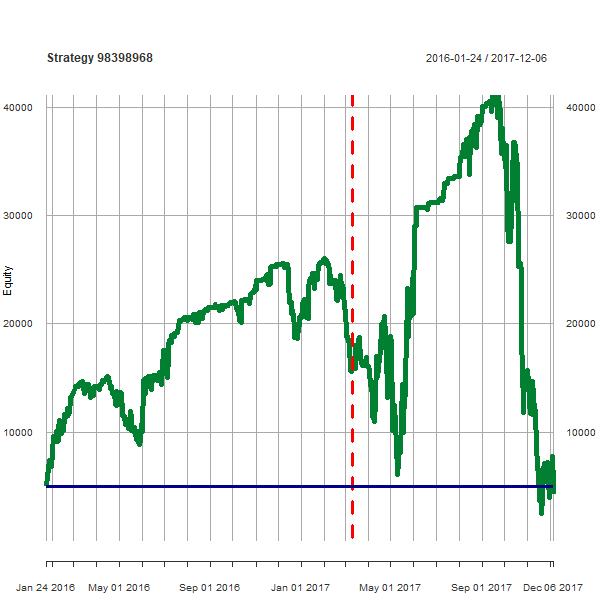 Strategy 98398968 2016-01-24 / 2017-12-06
40000 40000
30000 30000
Equity
20000 20000
10000 10000
Jan 24 2016 May 01 2016 Sep 01 2016 Jan 01 2017 May 01 2017 Sep 01 2017 Dec 06 2017